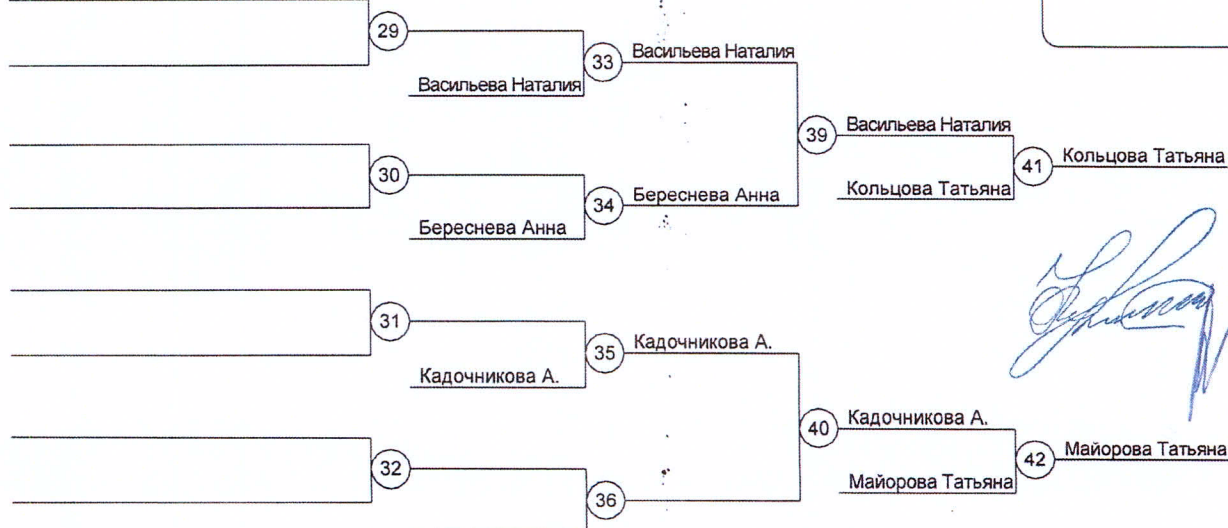 29
33
Васильева Наталия
Васильева Наталия
39
Васильева Наталия
41
Кольцова Татьяна
Кольцова Татьяна
30
34
Береснева Анна
Береснева Анна
31
35
Кадочникова А.
Кадочникова А.
40
Кадочникова А.
42
Майорова Татьяна
Майорова Татьяна
32
36